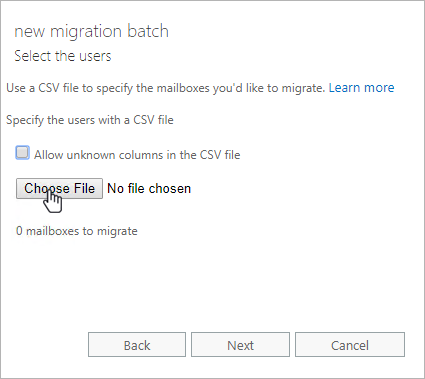 new migration batch
Select the users
Use a CSV file to specify the mailboxes you'd like to migrate. Learn more
Specify the users with a CSV file
Allow unknown columns in the CSV file
Choose File No file chosen
0 mailboxes to migrate
Back Next Cancel